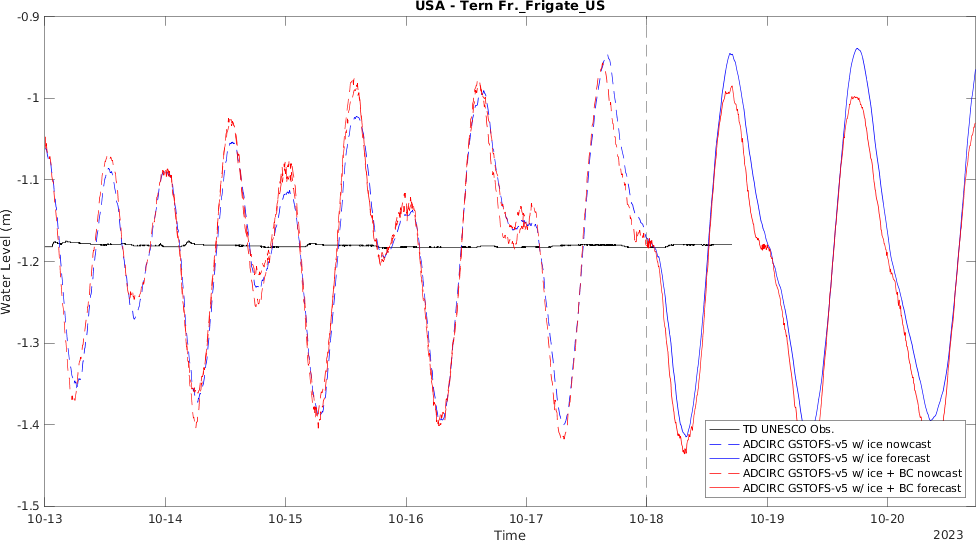 USA - Tern Fr._Frigate_US
-0.9
-1
-1.1
-1.2
-1.3
-1.4
-1.5
Water Level (m)
TD UNESCO Obs.
ADCIRC GSTOFS-v5 w/ ice nowcast
ADCIRC GSTOFS-v5 w/ ice forecast
ADCIRC GSTOFS-v5 w/ ice + BC nowcast
ADCIRC GSTOFS-v5 w/ ice + BC forecast
10-13 10-14 10-15 10-16 10-17 10-18 10-19 10-20
Time
2023